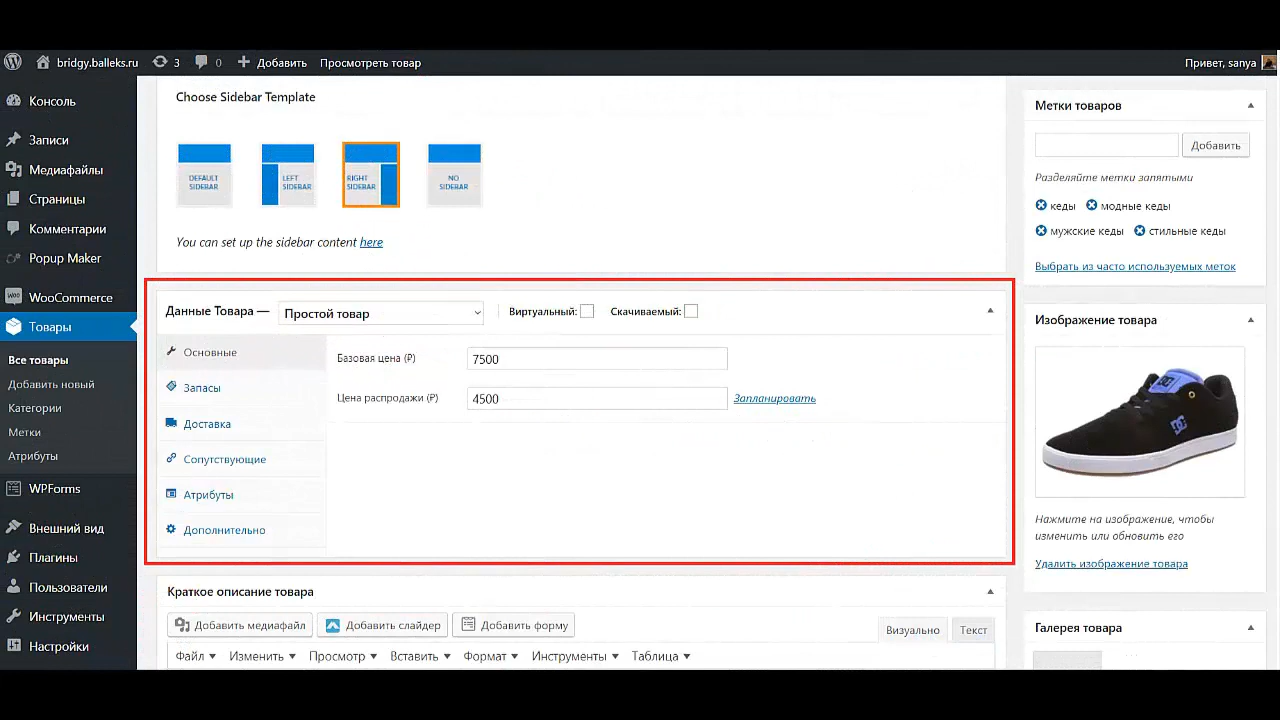 bridgy.balleks.ru 3 0 Добавить Просмотреть товар Привет, sanya
Консоль
Записи
Медиафайлы
Страницы
Комментарии
Popup Maker
WooCommerce
Товары
Все товары
Добавить новый
Категории
Метки
Атрибуты
WPForms
Внешний вид
Плагины
Пользователи
Инструменты
Настройки
Choose Sidebar Template
DEFAULT
SIDEBAR
LEFT
SIDEBAR
RIGHT
SIDEBAR
NO
SIDEBAR
You can set up the sidebar content here
Данные Товара — Простой товар Виртуальный: Скачиваемый:
Основные
Запасы
Доставка
Сопутствующие
Атрибуты
Дополнительно
Базовая цена (₽) 7500
Цена распродажи (₽) 4500 Запланировать
Краткое описание товара
Добавить медиафайл Добавить слайдер Добавить форму
Визуально Текст
Файл Изменить Просмотр Вставить Формат Инструменты Таблица
Метки товаров
Добавить
Разделяйте метки запятыми
кеды модные кеды
мужские кеды стильные кеды
Выбрать из часто используемых меток
Изображение товара
DC
Нажмите на изображение, чтобы
изменить или обновить его
Удалить изображение товара
Галерея товара